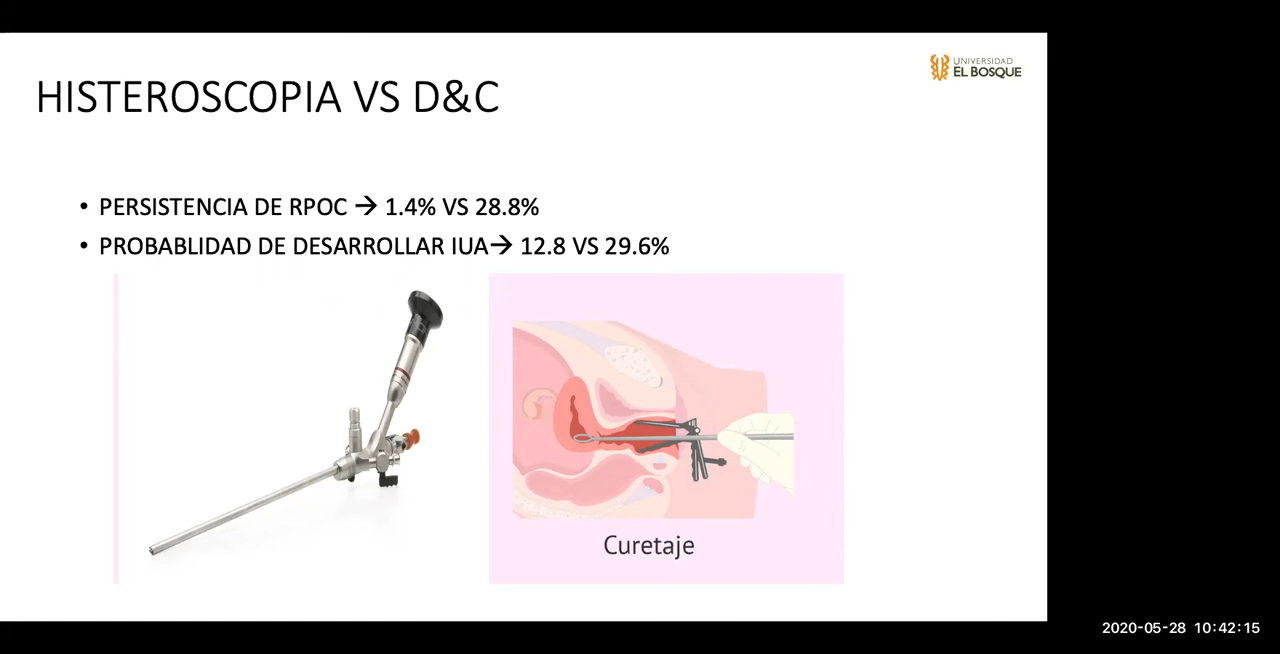 UNIVERSIDAD
EL BOSQUE
HISTEROSCOPIA VS D&C
• PERSISTENCIA DE RPOC → 1.4% VS 28.8%
• PROBABLIDAD DE DESARROLLAR IUA→ 12.8 VS 29.6%
Curetaje
2020-05-28 10:42:15